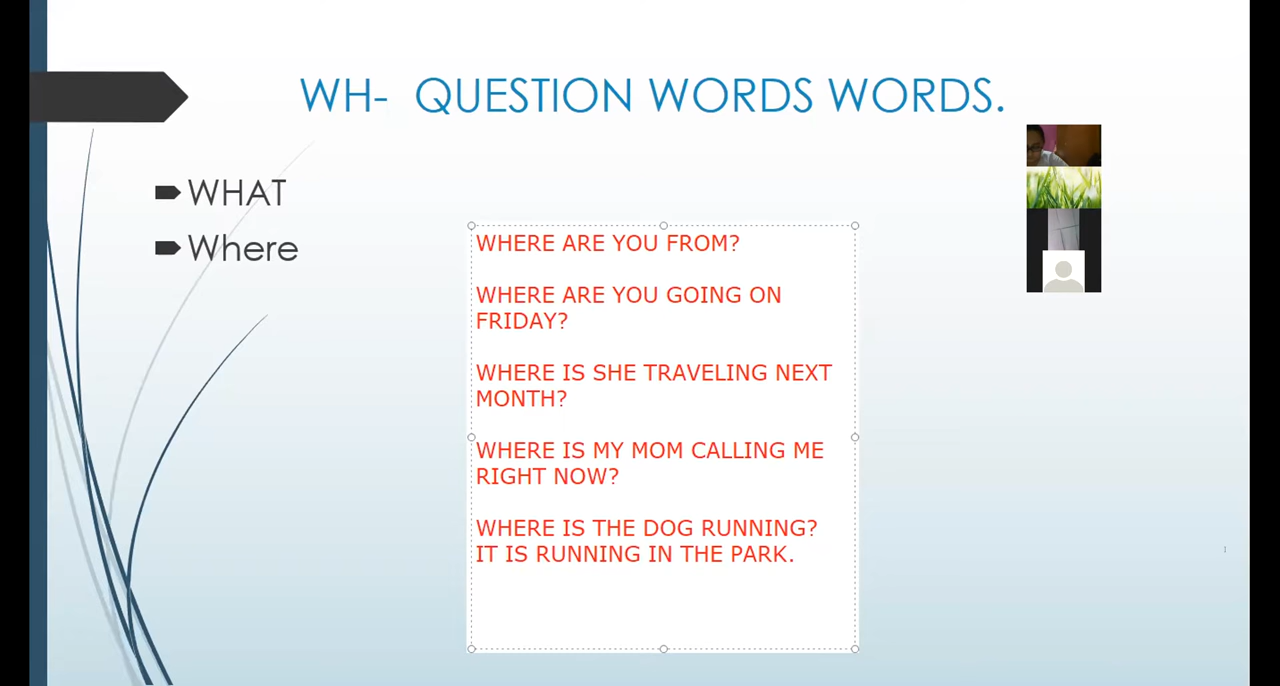 WH- QUESTION WORDS WORDS.
WHAT
Where
WHERE ARE YOU FROM?
WHERE ARE YOU GOING ON
FRIDAY?
WHERE IS SHE TRAVELING NEXT
MONTH?
WHERE IS MY MOM CALLING ME
RIGHT NOW?
WHERE IS THE DOG RUNNING?
IT IS RUNNING IN THE PARK.